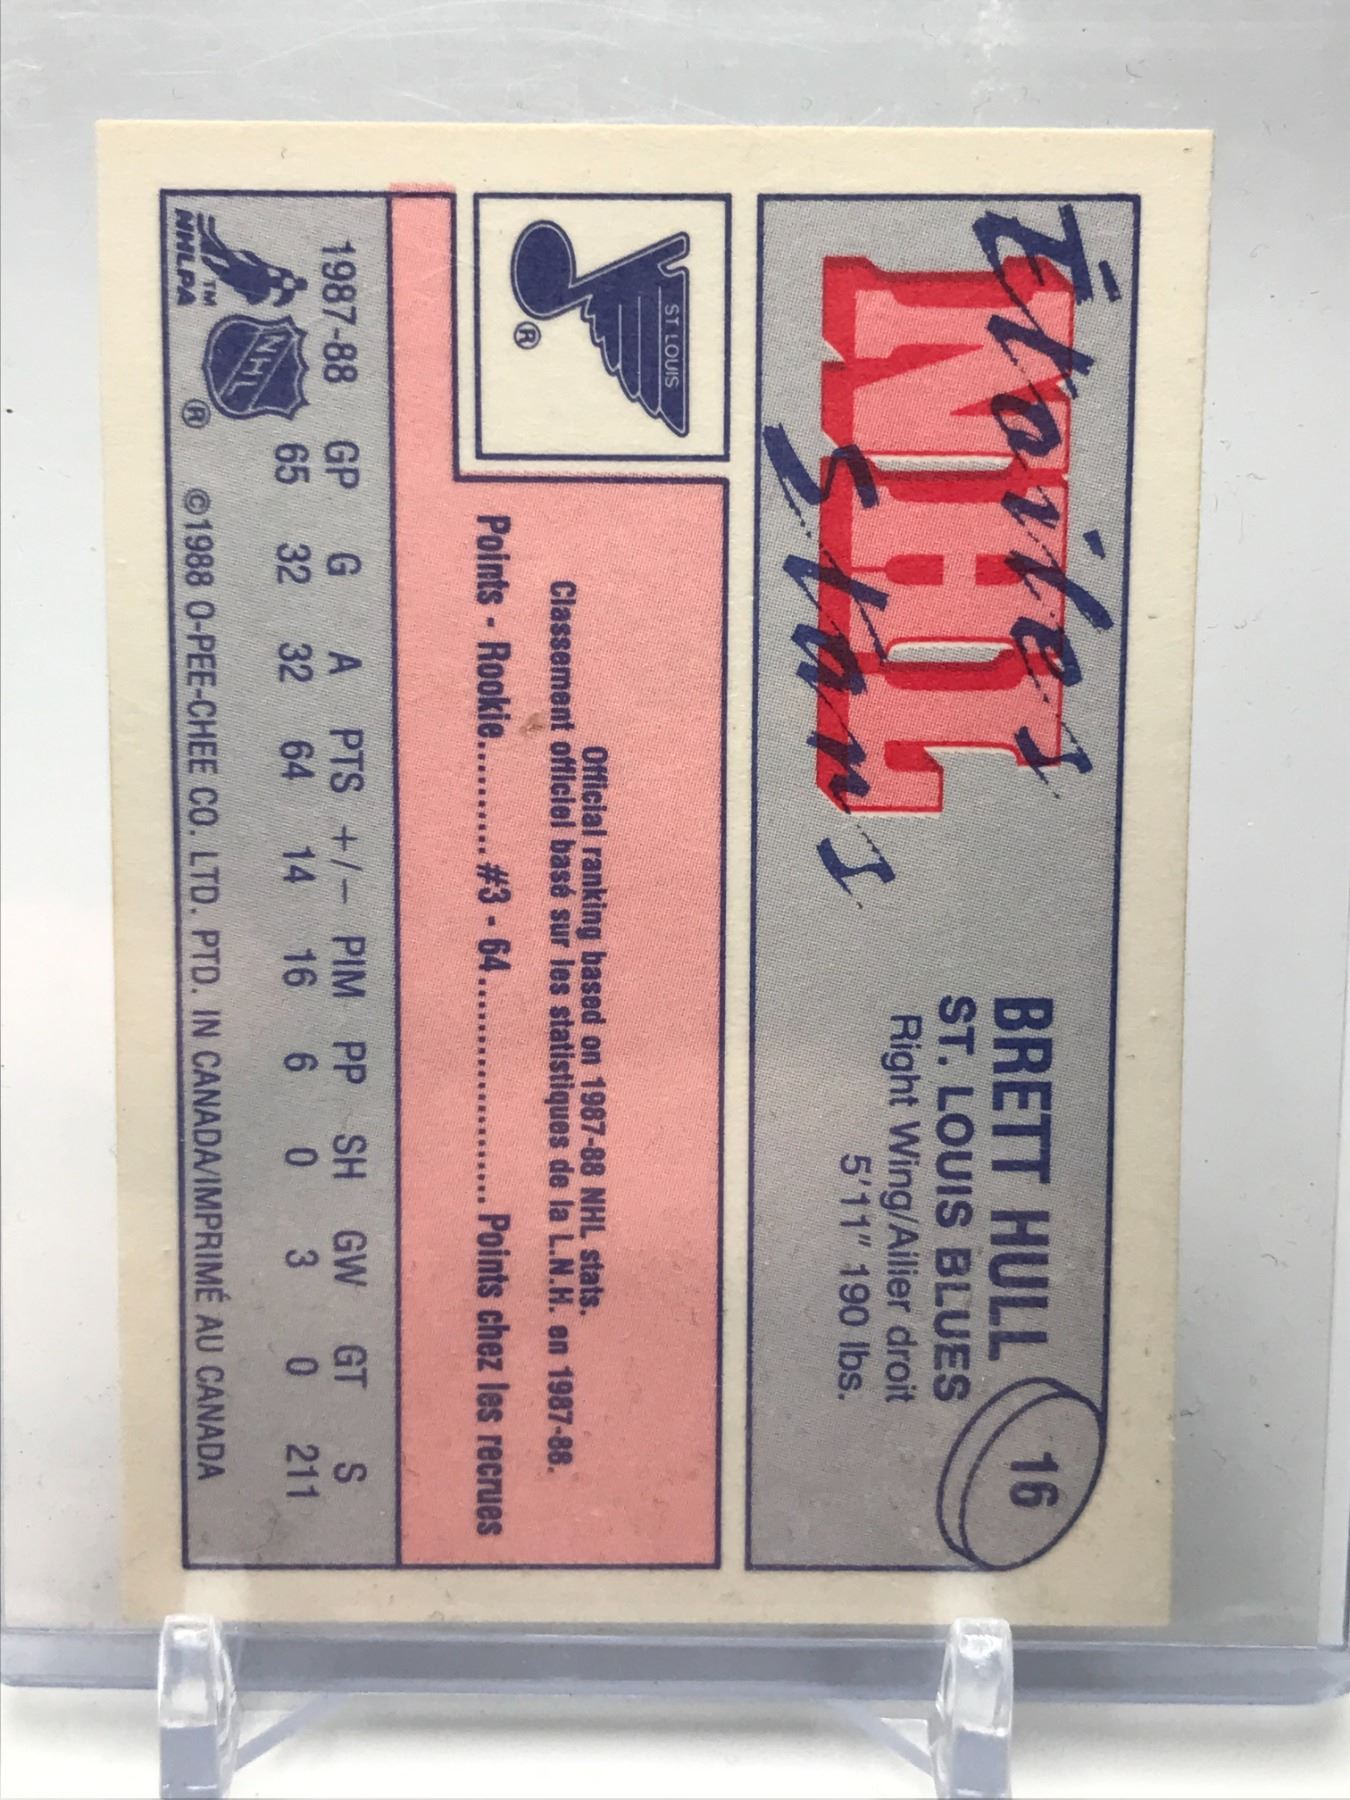 NHL
Étoiles
Stars
BRETT HULL
ST. LOUIS BLUES
Right Wing/Ailier droit
5'11" 190 lbs.
16
ST LOUIS
®
Official ranking based on 1987-88 NHL stats.
Classement officiel basé sur les statistiques de la L.N.H. en 1987-88.
Points - Rookie.......... #3 - 64..................... Points chez les recrues
1987-88 GP G A PTS +/− PIM PP SH GW GT S
65 32 32 64 14 16 6 0 3 0 211
TM
NHLPA
NHL
®
©1988 O-PEE-CHEE CO. LTD. PTD. IN CANADA/IMPRIMÉ AU CANADA